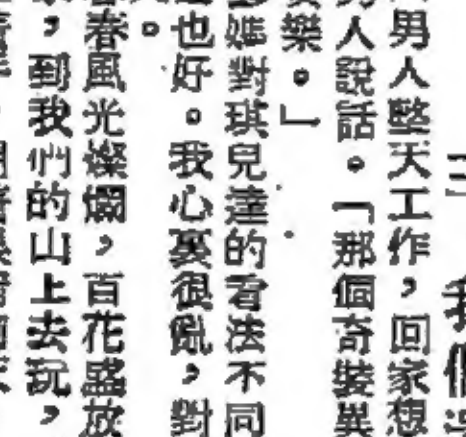 」我們
男人整天工作，回家想
人說話。「那個奇裝異
樂。」
媽對琪兒達的看法不同
也好。我心裏很亂，對
。
春風光燦爛，百花盛放
，到我們的山上去玩，